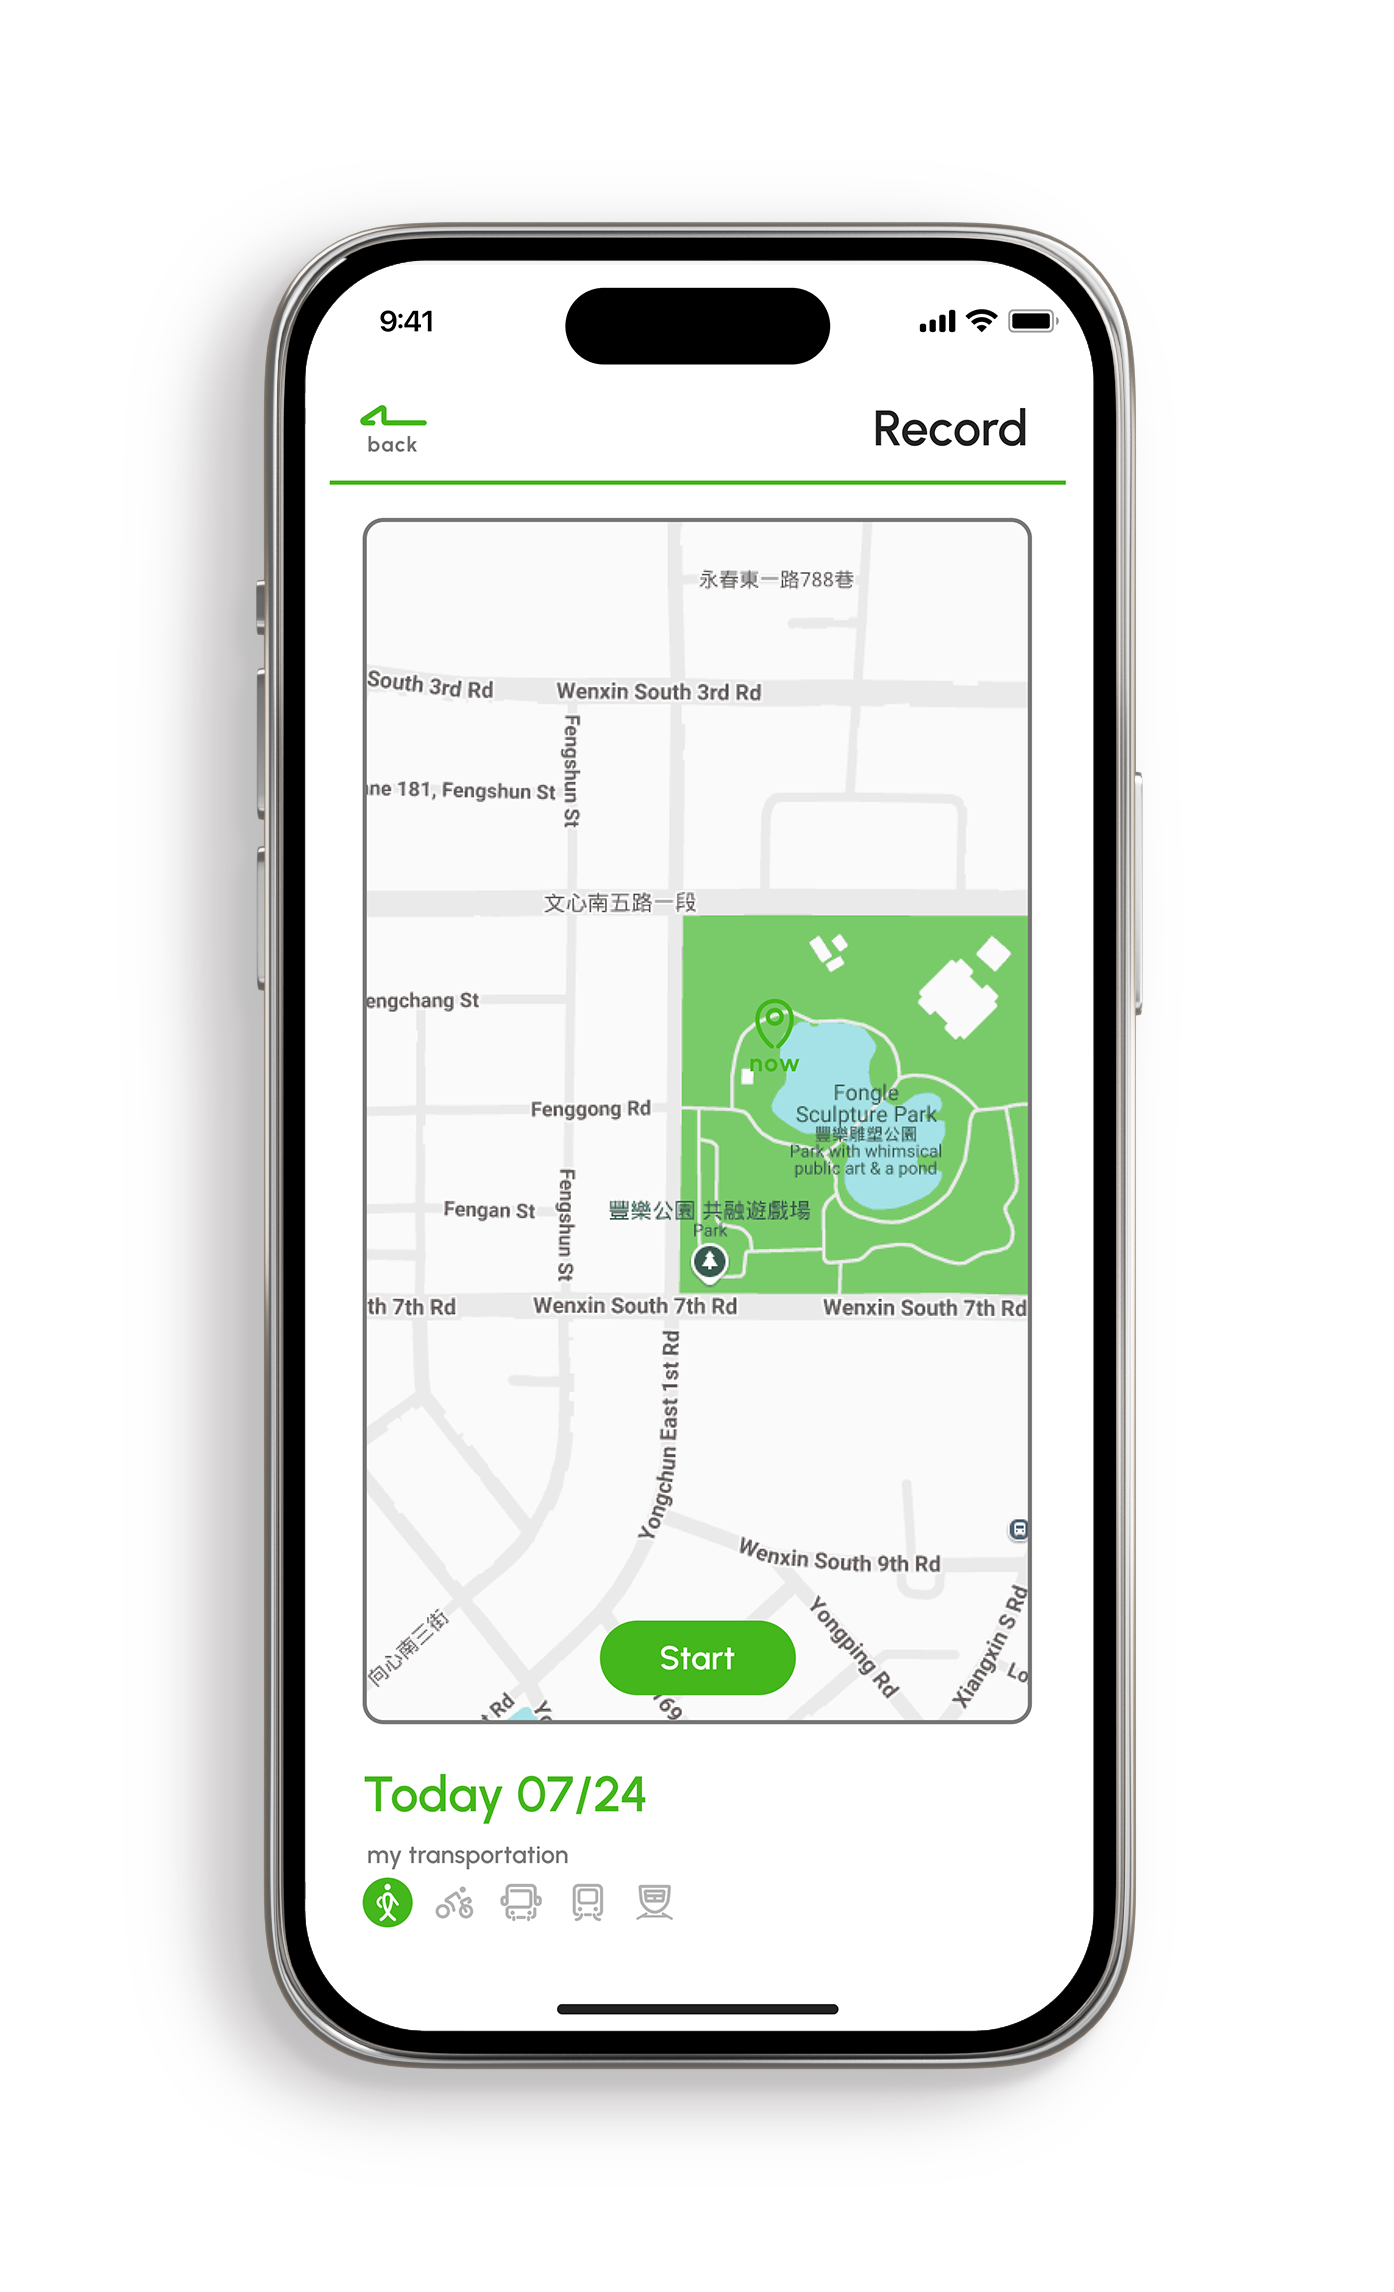 9:41
back
Record
永春東一路788巷
South 3rd Rd
Wenxin South 3rd Rd
Fengshun St
ane 181, Fengshun St
文心南五路一段
engchang St
now
Fongle
Sculpture Park
豐樂雕塑公園
Park with whimsical
public art & a pond
Fenggong Rd
Fengshun St
Fengan St
豐樂公園 共融遊戲場
Park
th 7th Rd
Wenxin South 7th Rd
Wenxin South 7th Rd
Yongchun East 1st Rd
Wenxin South 9th Rd
Yongping Rd
Xiangxin S Rd
Lo
向心南三街
t Rd
Yo
169
Start
Today 07/24
my transportation